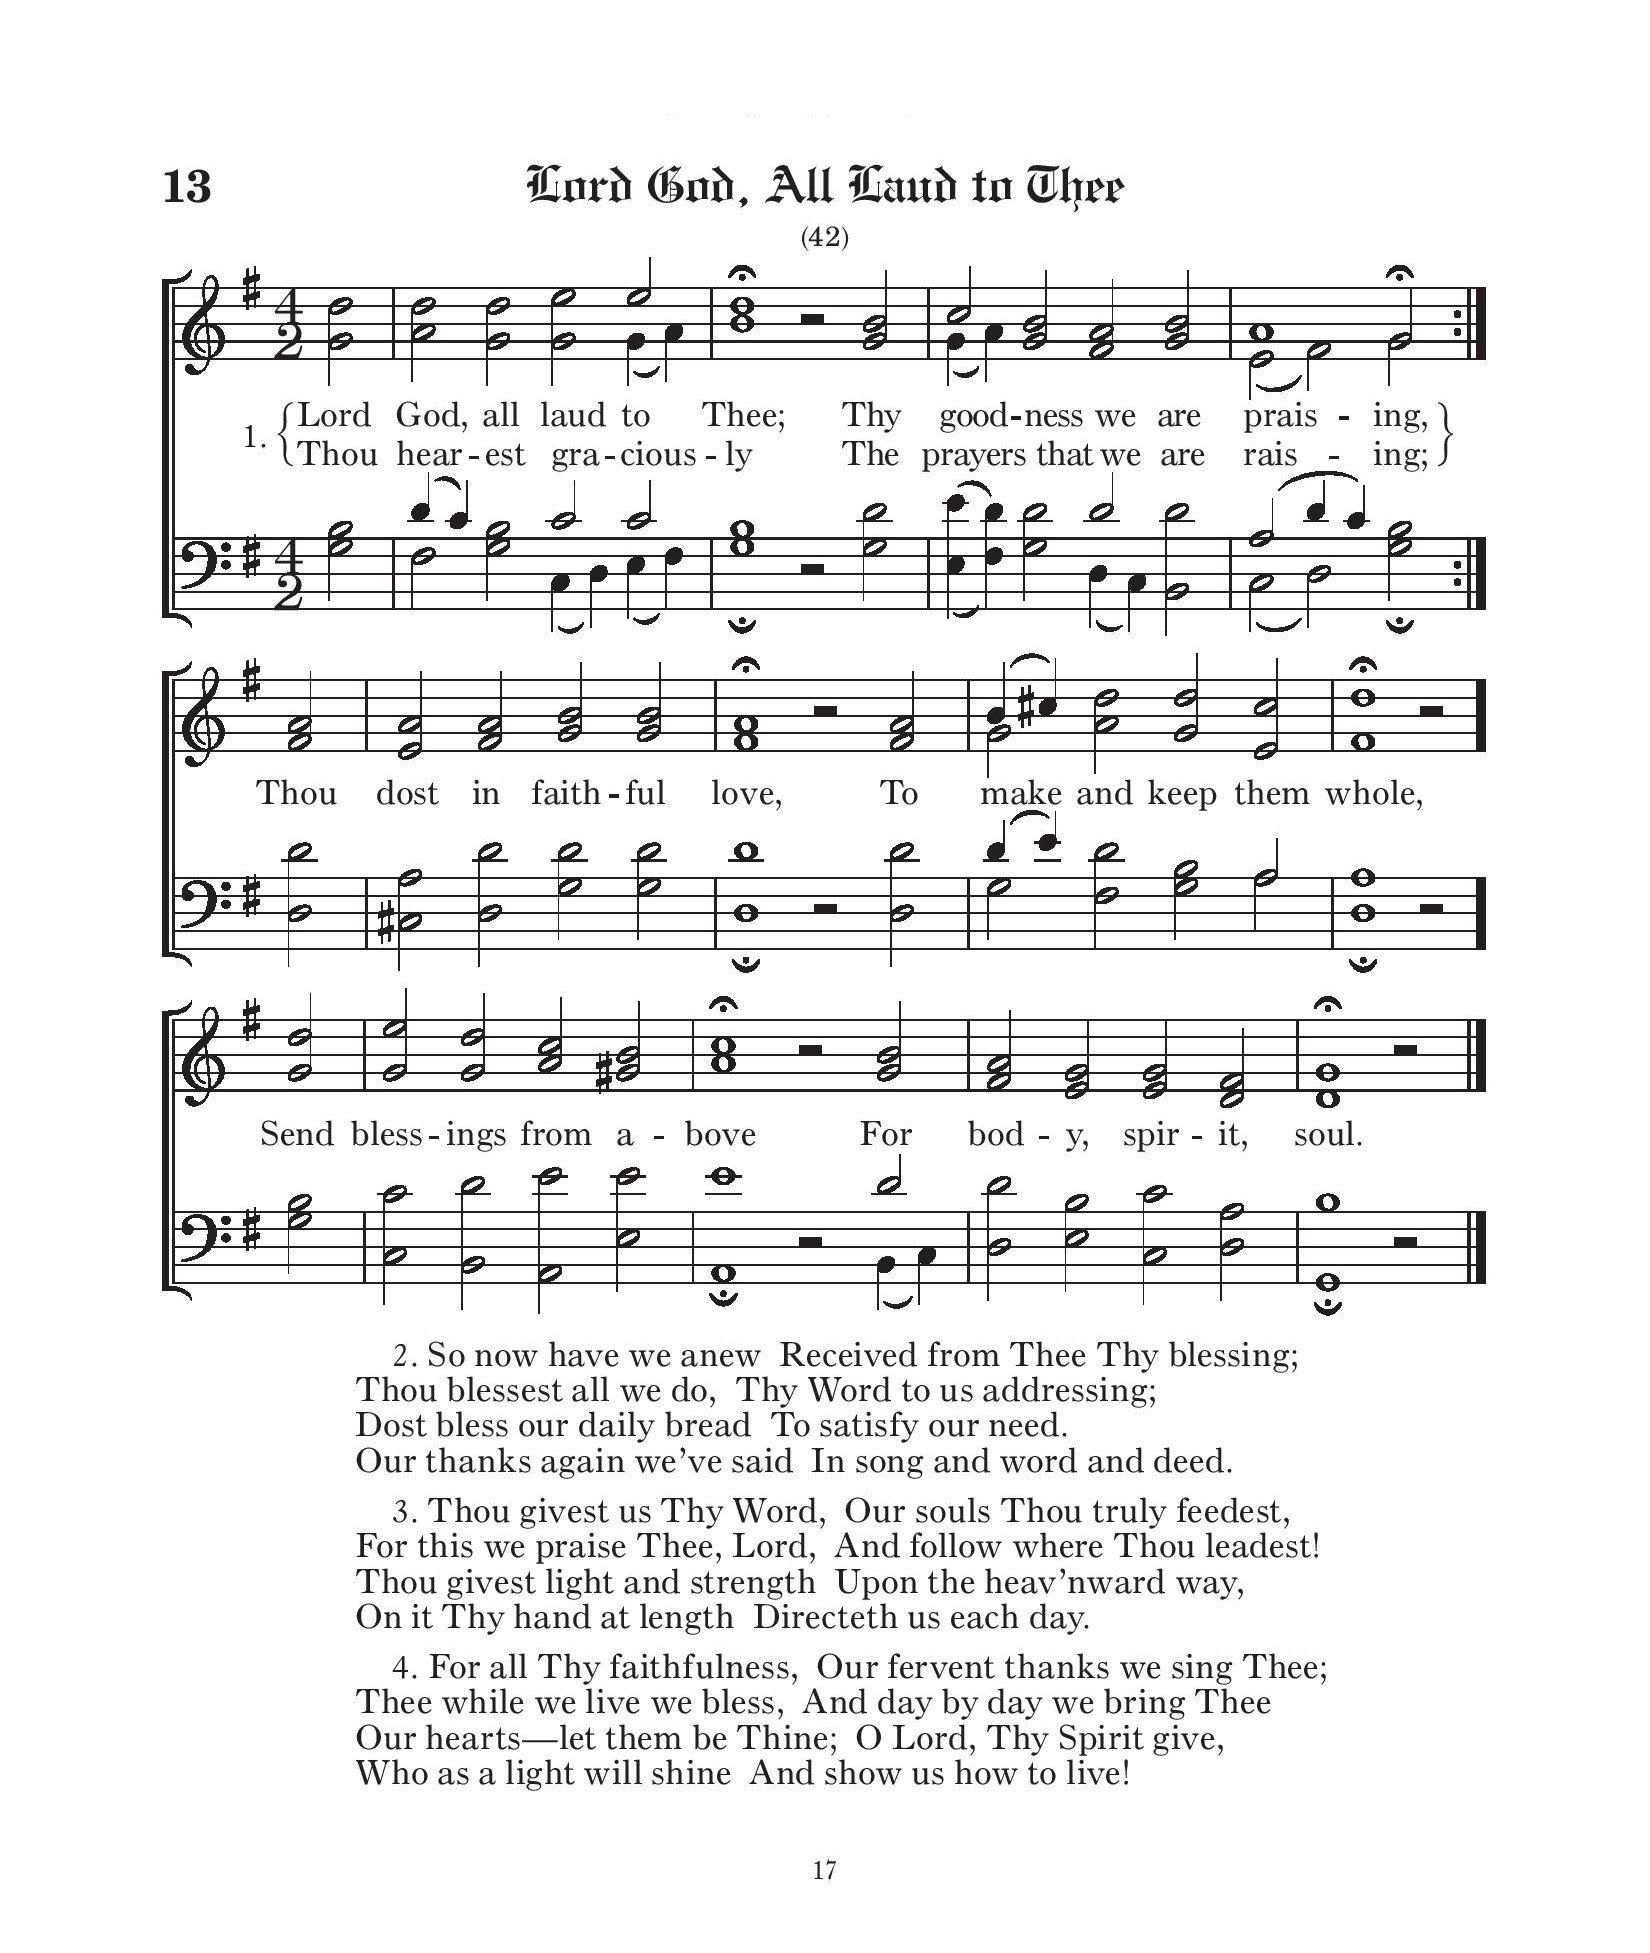 13 Lord God, All Laud to Thee
(42)
Lord God, all laud to Thee; Thy good-ness we are prais - ing,
1.
Thou hear-est gra-cious-ly The prayers that we are rais - ing;
Thou dost in faith-ful love, To make and keep them whole,
Send bless-ings from a - bove For bod - y, spir - it, soul.
2. So now have we anew Received from Thee Thy blessing;
Thou blessest all we do, Thy Word to us addressing;
Dost bless our daily bread To satisfy our need.
Our thanks again we’ve said In song and word and deed.
3. Thou givest us Thy Word, Our souls Thou truly feedest,
For this we praise Thee, Lord, And follow where Thou leadest!
Thou givest light and strength Upon the heav’nward way,
On it Thy hand at length Directeth us each day.
4. For all Thy faithfulness, Our fervent thanks we sing Thee;
Thee while we live we bless, And day by day we bring Thee
Our hearts—let them be Thine; O Lord, Thy Spirit give,
Who as a light will shine And show us how to live!
17